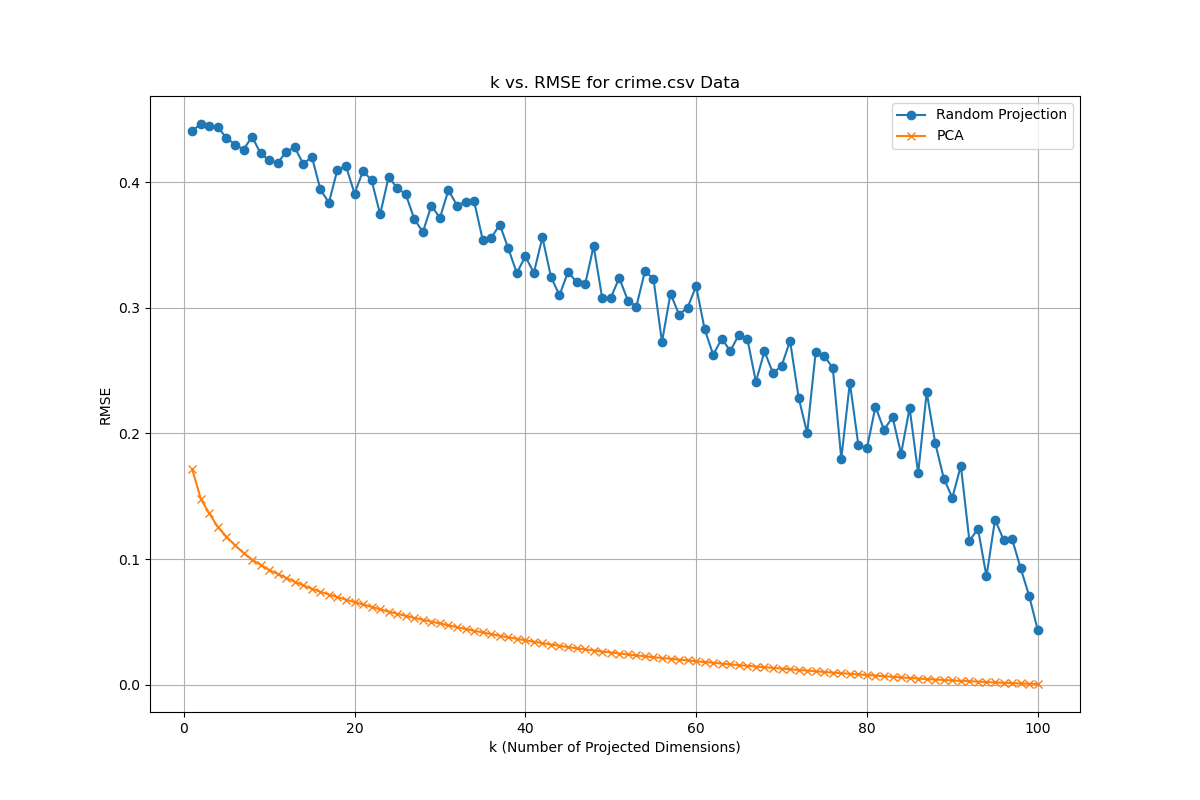 k vs. RMSE for crime.csv Data
Random Projection
PCA
RMSE
0.4
0.3
0.2
0.1
0.0
0 20 40 60 80 100
k (Number of Projected Dimensions)